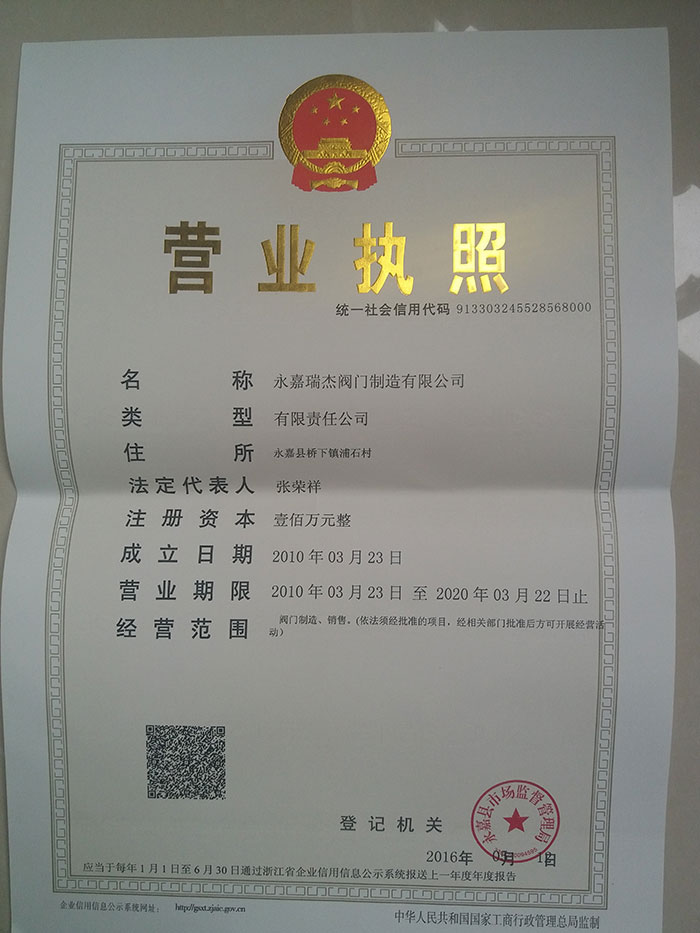 营业执照
统一社会信用代码 913303245528568000
名称 永嘉瑞杰阀门制造有限公司
类型 有限责任公司
住所 永嘉县桥下镇浦石村
法定代表人 张荣祥
注册资本 壹佰万元整
成立日期 2010年03月23日
营业期限 2010年03月23日 至 2020年03月22日止
经营范围 阀门制造、销售。(依法须经批准的项目，经相关部门批准后方可开展经营活
动)
永嘉县市场监督管理局
登记机关
2016年 05月 12日
应当于每年1月1日至6月30日通过浙江省企业信用信息公示系统报送上一年度年度报告
企业信用信息公示系统网址： http://gsxt.zjaic.gov.cn
中华人民共和国国家工商行政管理总局监制